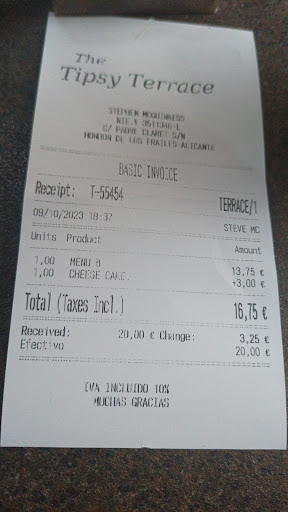 The
Tipsy Terrace
STEPHEN MCGUINNESS
NIE.Y 3511346-L
C/ PADRE CLARET S/N
HONDON DE LOS FRAILES-ALICANTE
BASIC INVOICE
Receipt: T-55454 TERRACE/1
09/10/2023 18:37 STEVE MC
Units Product Amount
1,00 MENU 8 13,75 €
1,00 CHEESE CAKE. +3,00 €
Total (Taxes Incl.) 16,75 €
Received: 20,00 € Change: 3,25 €
Efectivo 20,00 €
IVA INCLUIDO 10%
MUCHAS GRACIAS